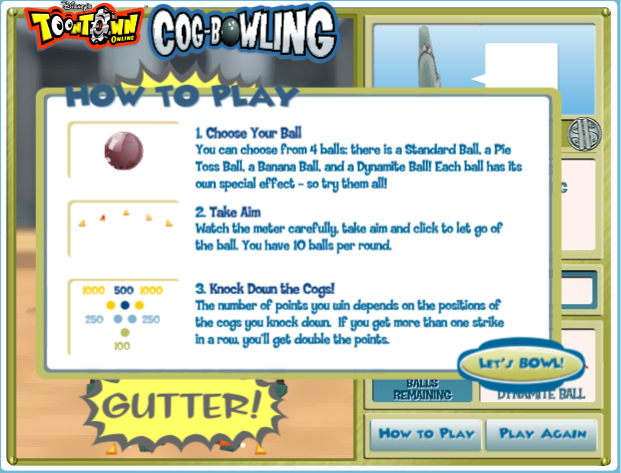 Disney's
TOONTOWN
ONLINE
COG-BOWLING
HOW TO PLAY
1. Choose Your Ball
You can choose from 4 balls: there is a Standard Ball, a Pie
Toss Ball, a Banana Ball, and a Dynamite Ball! Each ball has its
own special effect - so try them all!
2. Take Aim
Watch the meter carefully, take aim and click to let go of
the ball. You have 10 balls per round.
1000 500 1000
250 250
100
3. Knock Down the Cogs!
The number of points you win depends on the positions of
the cogs you knock down. If you get more than one strike
in a row, you'll get double the points.
LET'S BOWL!
GUTTER!
BALLS
REMAINING
DYNAMITE BALL
HOW TO PLAY
PLAY AGAIN